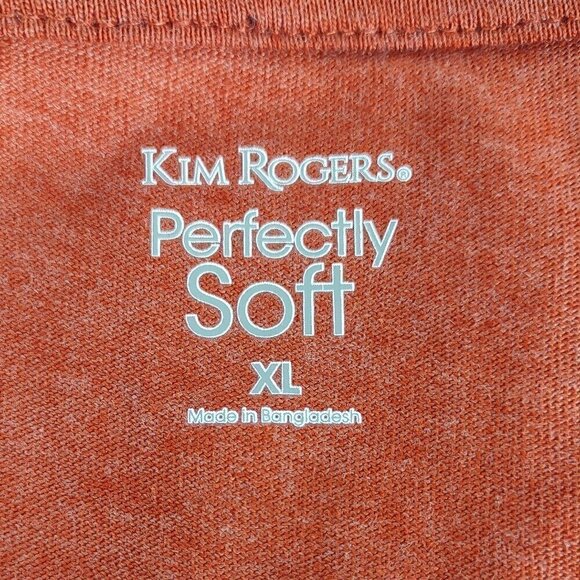 KIM ROGERS®
Perfectly
Soft
XL
Made in Bangladesh